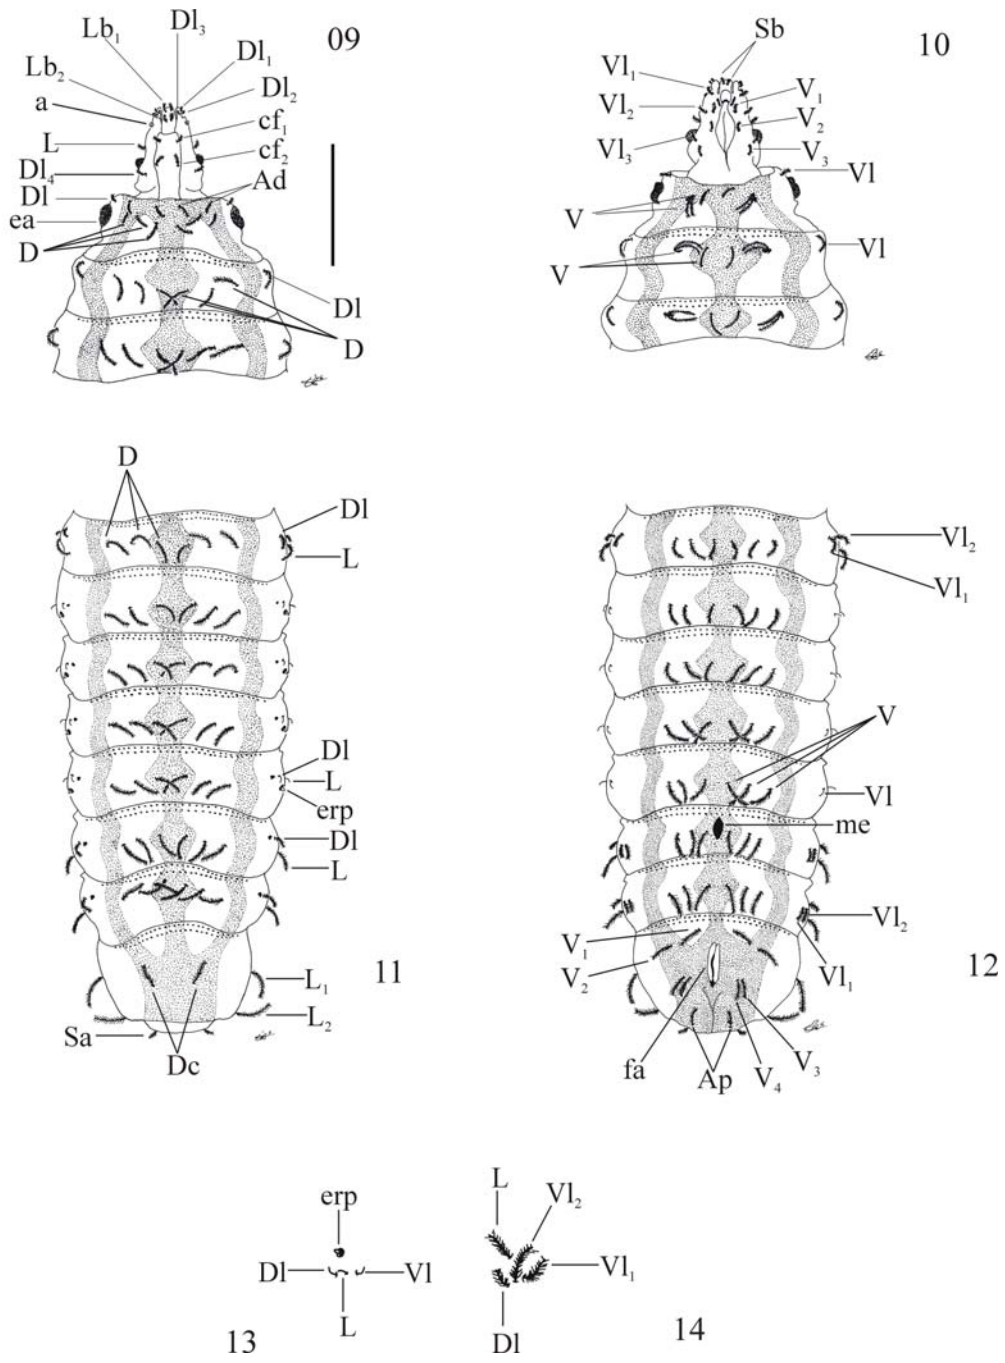 09
Lb1
Dl3
Dl1
Lb2
Dl2
a
cf1
L
cf2
Dl4
Ad
Dl
ea
D
Dl
D
10
Sb
Vl1
V1
Vl2
V2
Vl3
V3
Vl
V
Vl
V
11
D
Dl
L
Dl
L
erp
Dl
L
L1
L2
Sa
Dc
12
Vl2
Vl1
V
Vl
me
Vl2
V1
Vl1
V2
fa
Ap
V4
V3
13
erp
Dl
Vl
L
14
L
Vl2
Vl1
Dl